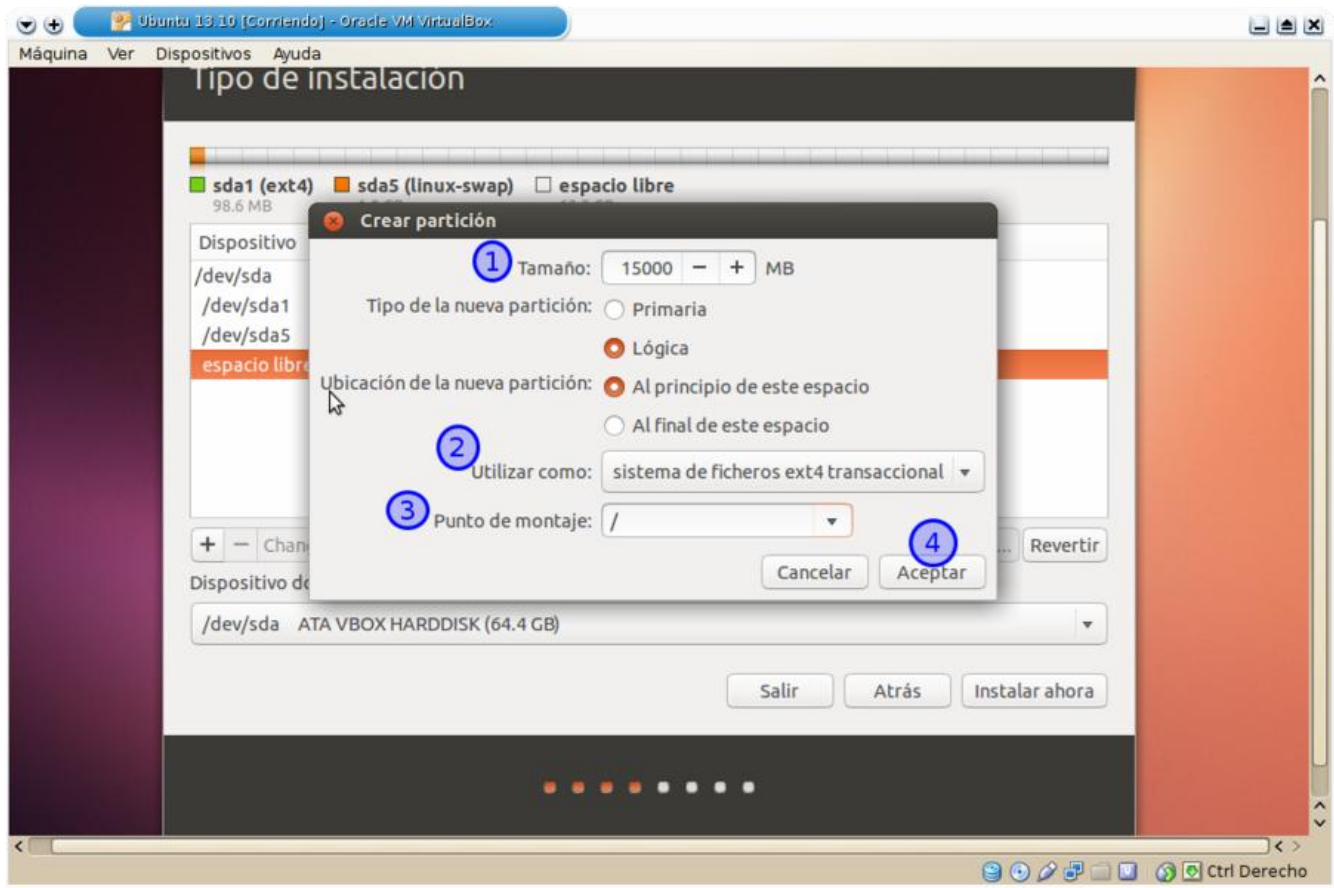 Ubuntu 13.10 [Corriendo] - Oracle VM VirtualBox
Máquina Ver Dispositivos Ayuda
Tipo de instalación
sda1 (ext4) sda5 (linux-swap) espacio libre
98.6 MB
Crear partición
Dispositivo
/dev/sda
/dev/sda1
/dev/sda5
espacio libre
1 Tamaño: 15000 − + MB
Tipo de la nueva partición: Primaria
Lógica
Ubicación de la nueva partición: Al principio de este espacio
Al final de este espacio
2 Utilizar como: sistema de ficheros ext4 transaccional
3 Punto de montaje: /
4
Cancelar Aceptar
+ − Chan ... Revertir
Dispositivo do
/dev/sda ATA VBOX HARDDISK (64.4 GB)
Salir Atrás Instalar ahora
Ctrl Derecho